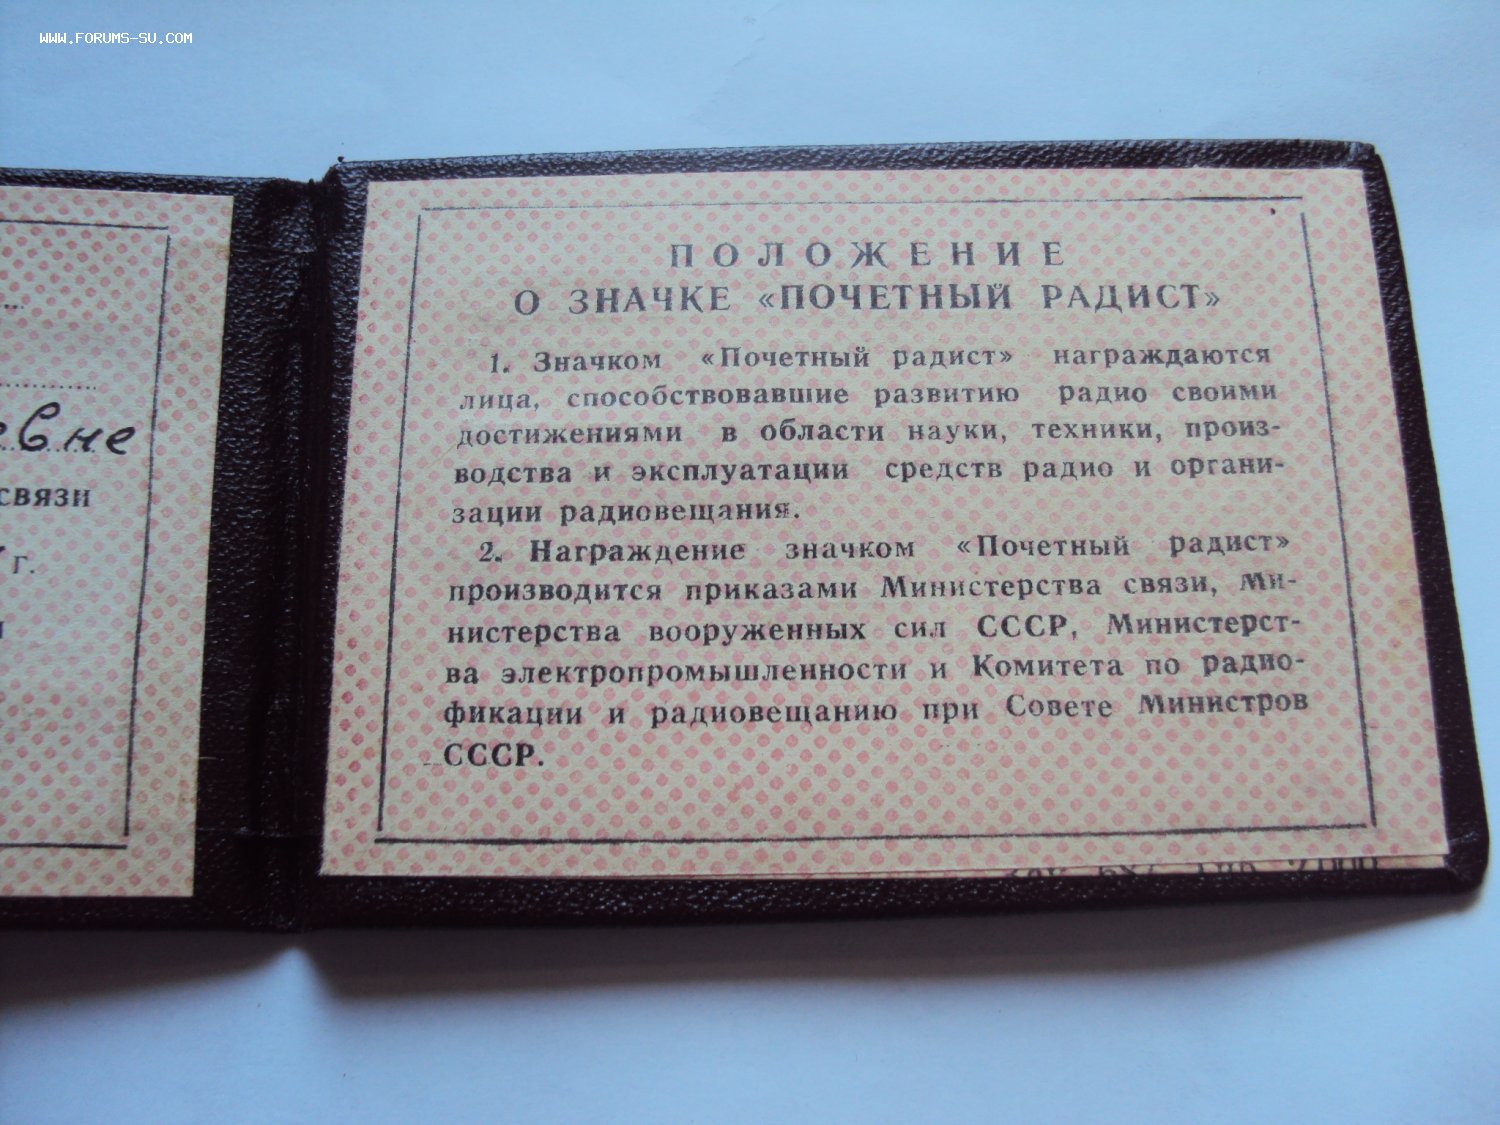 WWW.FORUMS-SU.COM
евне
связи
г.
ПОЛОЖЕНИЕ
О ЗНАЧКЕ «ПОЧЕТНЫЙ РАДИСТ»
1. Значком «Почетный радист» награждаются
лица, способствовавшие развитию радио своими
достижениями в области науки, техники, произ-
водства и эксплуатации средств радио и органи-
зации радиовещания.
2. Награждение значком «Почетный радист»
производится приказами Министерства связи, Ми-
нистерства вооруженных сил СССР, Министерст-
ва электропромышленности и Комитета по радио-
фикации и радиовещанию при Совете Министров
СССР.